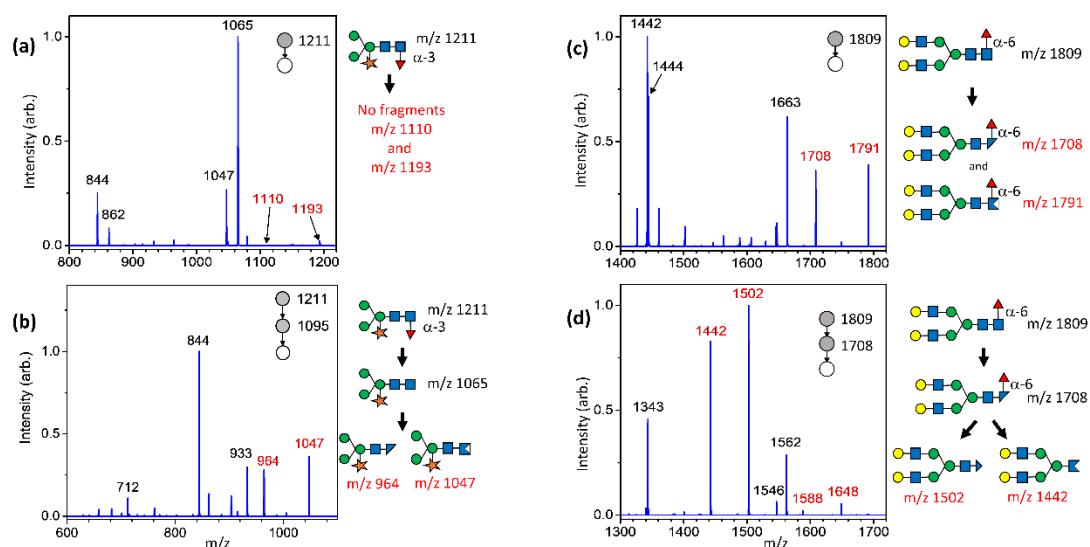 (a)
Intensity (arb.)
1.0
0.5
0.0
800
900
1000
1100
1200
844
862
1047
1065
1110
1193
1211
m/z 1211
α-3
No fragments
m/z 1110
and
m/z 1193
(b)
Intensity (arb.)
1.0
0.5
0.0
600
800
1000
m/z
712
844
933
964
1047
1211
1095
m/z 1211
α-3
m/z 1065
m/z 964
m/z 1047
(c)
Intensity (arb.)
1.0
0.5
0.0
1400
1500
1600
1700
1800
1442
1444
1663
1708
1791
1809
α-6
m/z 1809
α-6
m/z 1708
and
α-6
m/z 1791
(d)
Intensity (arb.)
1.0
0.5
0.0
1400
1500
1600
1700
m/z
1343
1442
1502
1546
1562
1588
1648
1809
1708
α-6
m/z 1809
α-6
m/z 1708
m/z 1502
m/z 1442